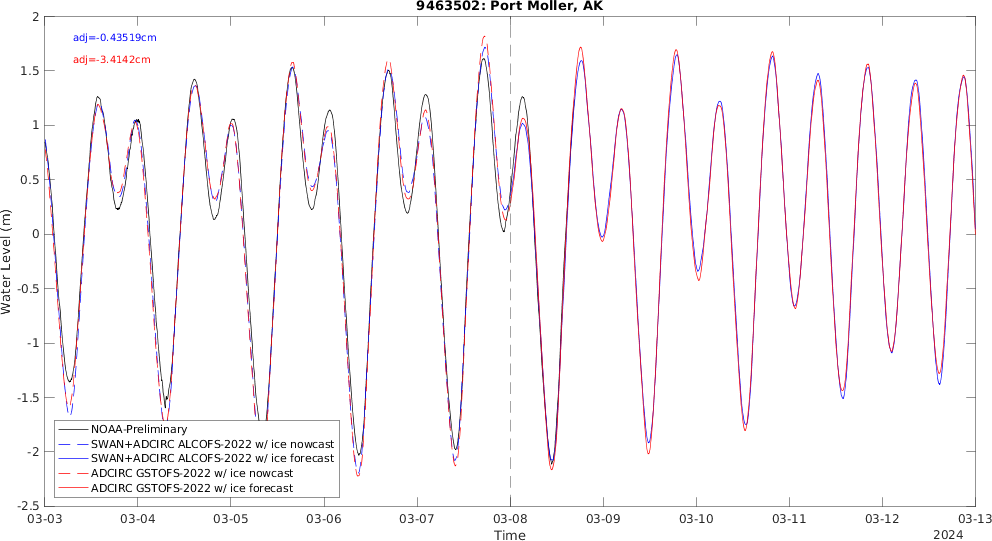 9463502: Port Moller, AK
adj=-0.43519cm
adj=-3.4142cm
Water Level (m)
2
1.5
1
0.5
0
-0.5
-1
-1.5
-2
-2.5
NOAA-Preliminary
SWAN+ADCIRC ALCOFS-2022 w/ ice nowcast
SWAN+ADCIRC ALCOFS-2022 w/ ice forecast
ADCIRC GSTOFS-2022 w/ ice nowcast
ADCIRC GSTOFS-2022 w/ ice forecast
03-03 03-04 03-05 03-06 03-07 03-08 03-09 03-10 03-11 03-12 03-13
Time
2024